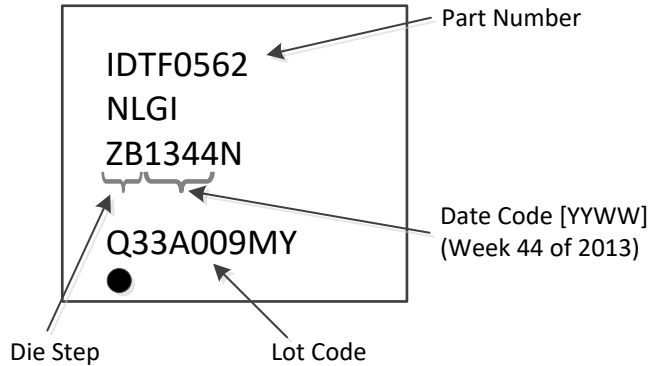 Part Number
IDTF0562
NLGI
ZB1344N
Date Code [YYWW]
(Week 44 of 2013)
Q33A009MY
Die Step
Lot Code